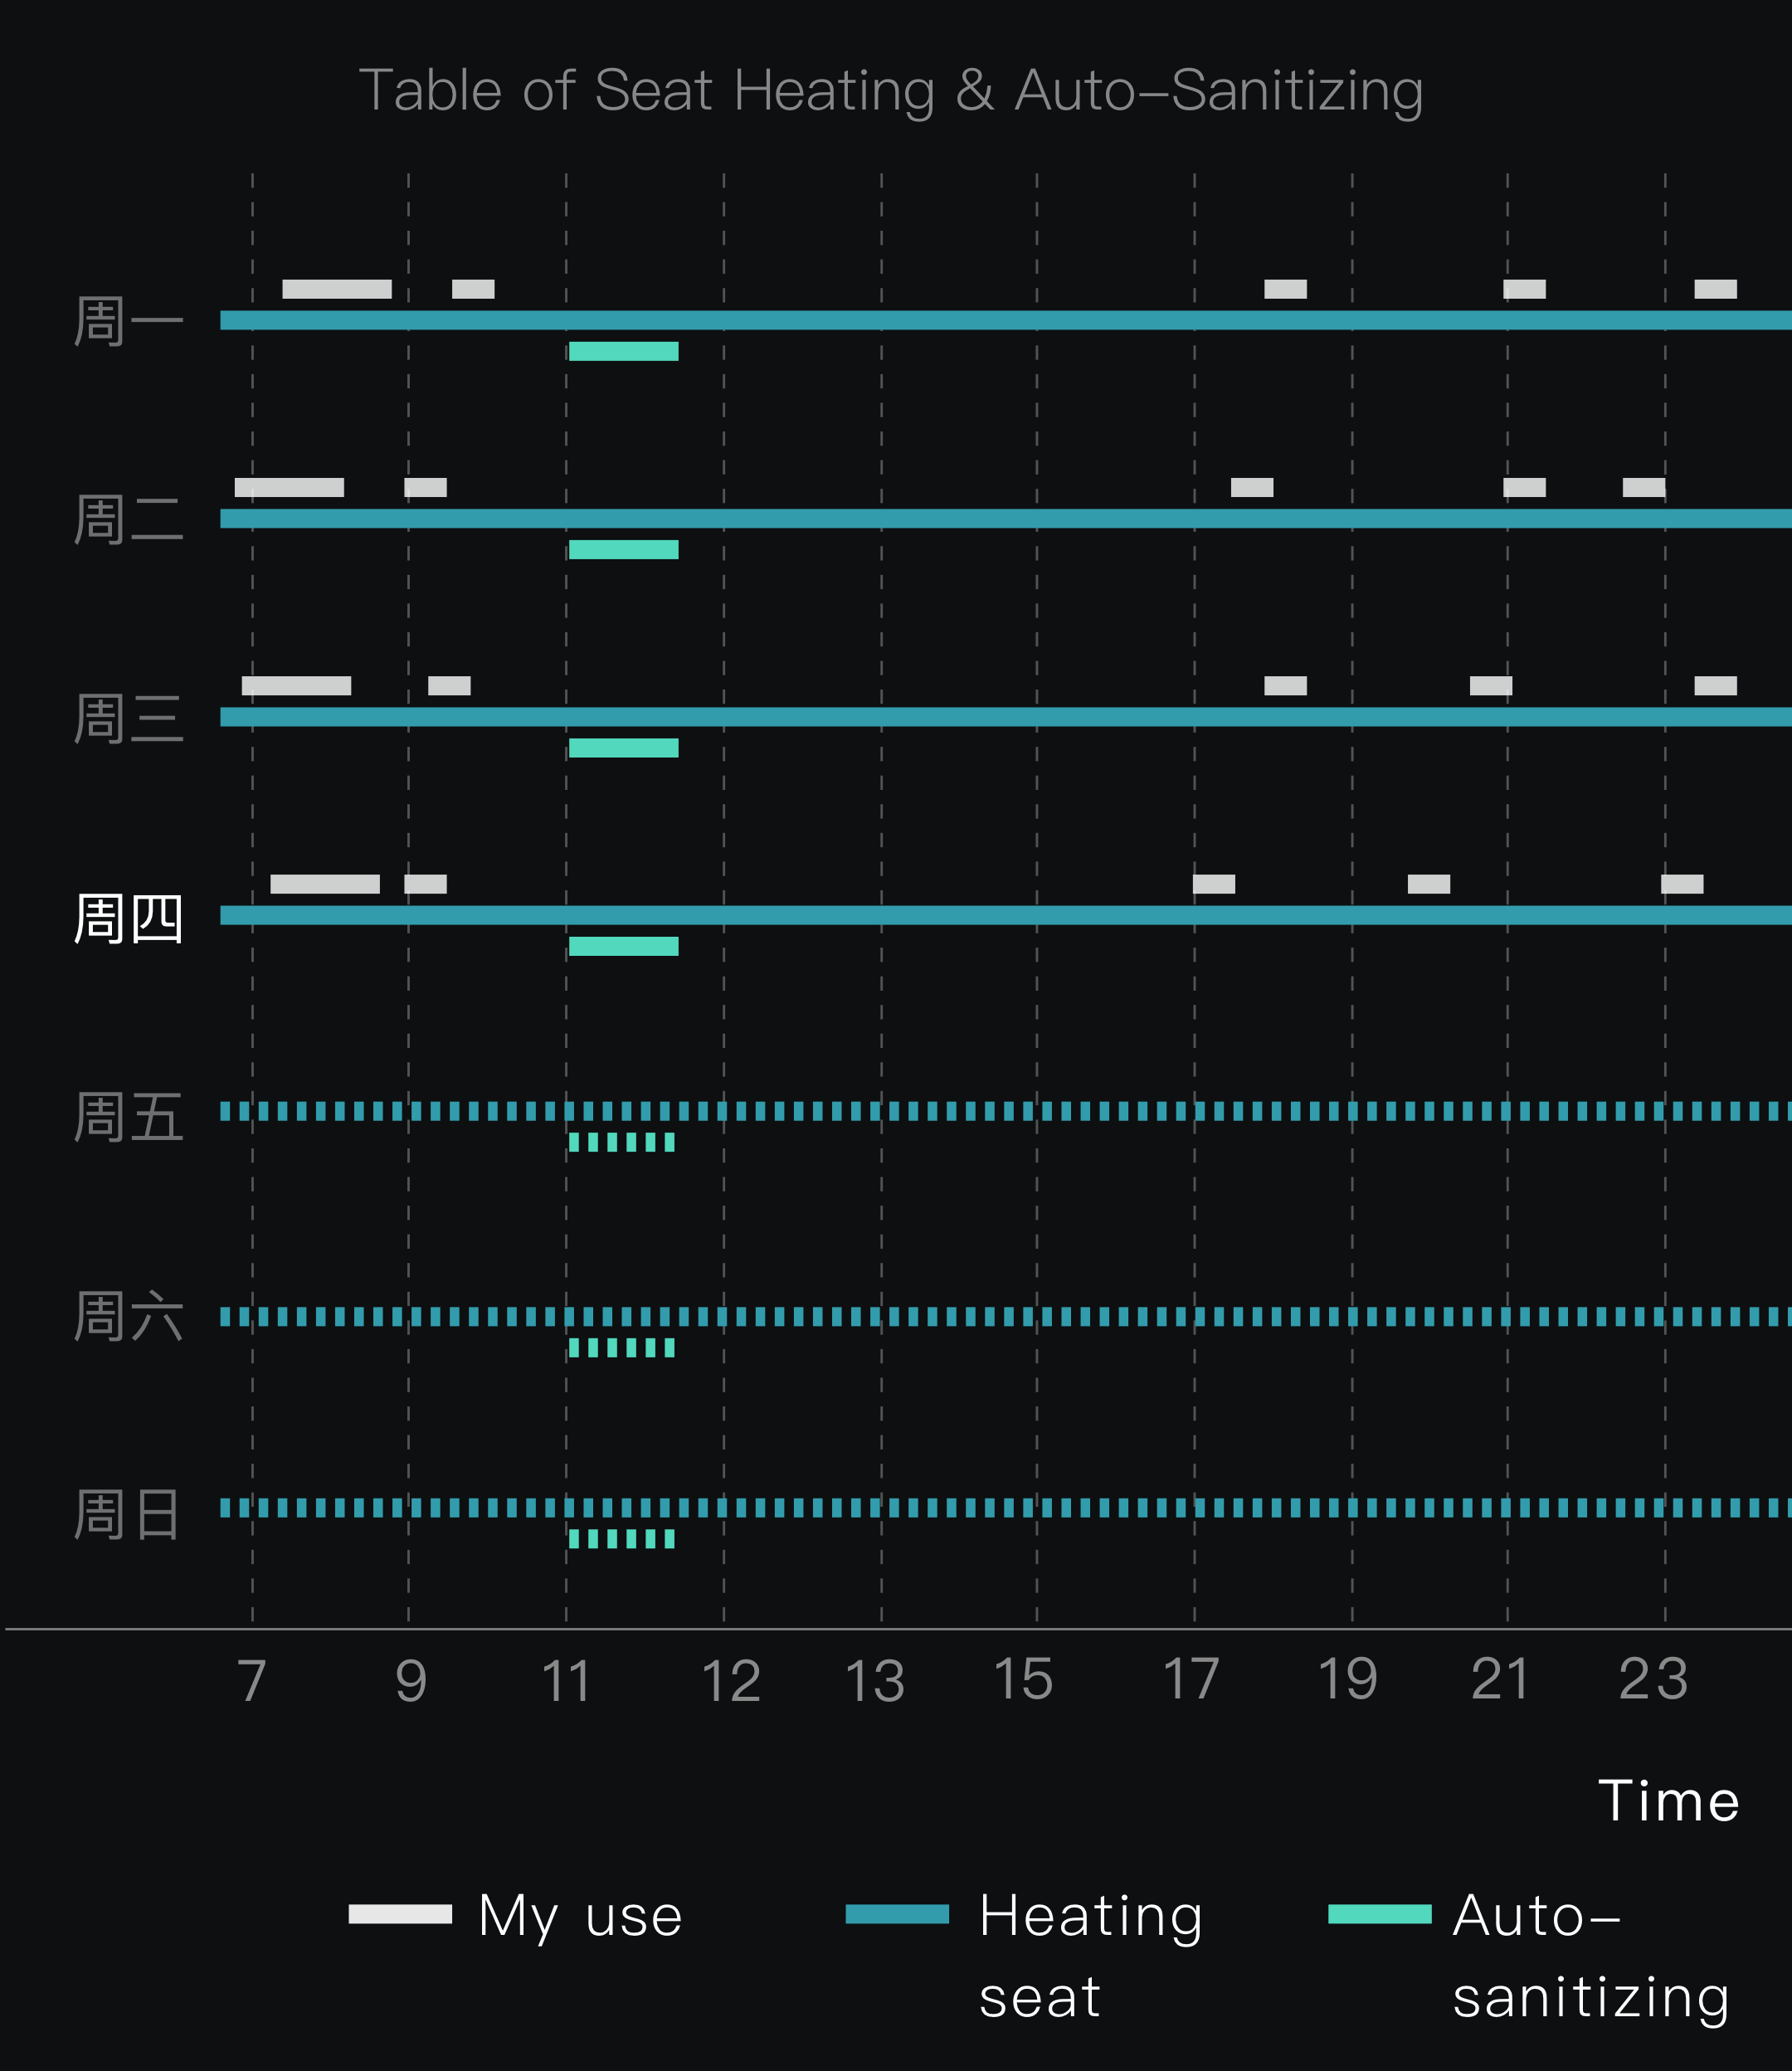 Table of Seat Heating & Auto–Sanitizing
周一
周二
周三
周四
周五
周六
周日
7 9 11 12 13 15 17 19 21 23
Time
My use
Heating
seat
Auto–
sanitizing